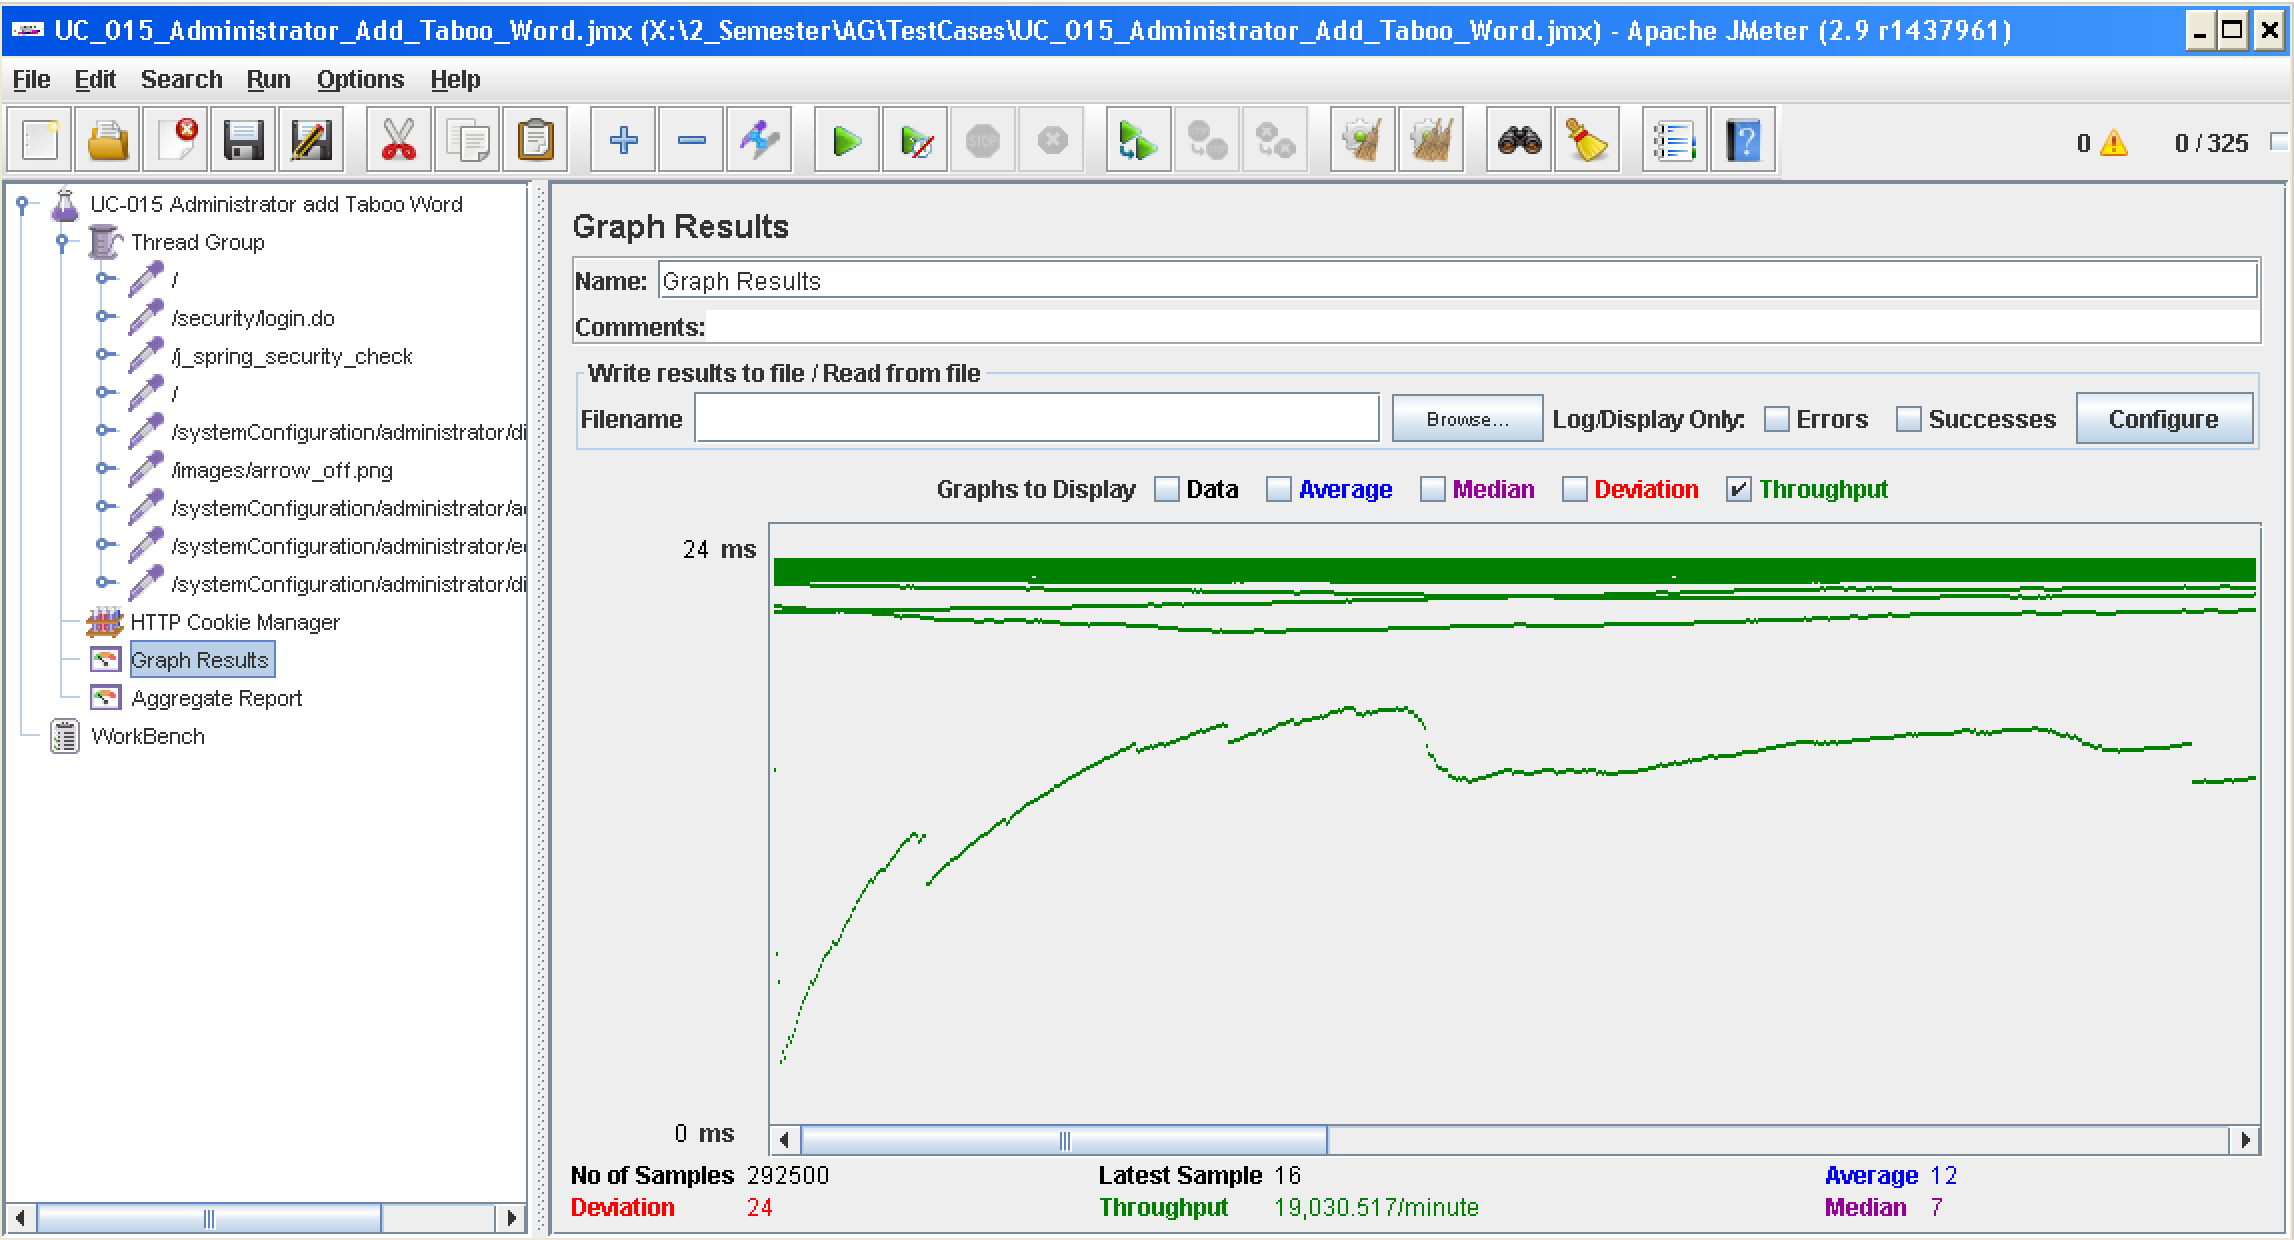 UC_015_Administrator_Add_Taboo_Word.jmx (X:\2_Semester\AG\TestCases\UC_015_Administrator_Add_Taboo_Word.jmx) - Apache JMeter (2.9 r1437961)
File Edit Search Run Options Help
STOP
0 0 / 325
UC-015 Administrator add Taboo Word
Thread Group
/
/security/login.do
/j_spring_security_check
/
/systemConfiguration/administrator/di
/images/arrow_off.png
/systemConfiguration/administrator/a
/systemConfiguration/administrator/e
/systemConfiguration/administrator/di
HTTP Cookie Manager
Graph Results
Aggregate Report
WorkBench
Graph Results
Name: Graph Results
Comments:
Write results to file / Read from file
Filename Browse... Log/Display Only: Errors Successes Configure
Graphs to Display Data Average Median Deviation Throughput
24 ms
0 ms
No of Samples 292500 Latest Sample 16 Average 12
Deviation 24 Throughput 19,030.517/minute Median 7